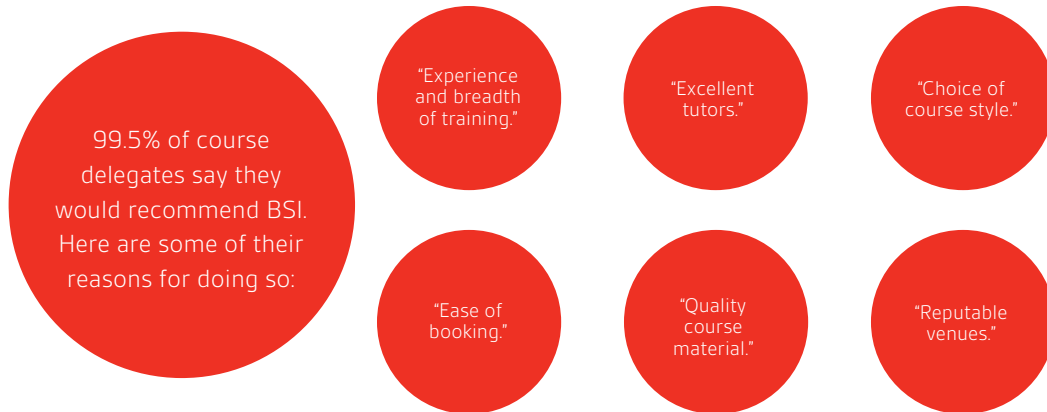 99.5% of course
delegates say they
would recommend BSI.
Here are some of their
reasons for doing so:
“Experience
and breadth
of training.”
“Excellent
tutors.”
“Choice of
course style.”
“Ease of
booking.”
“Quality
course
material.”
“Reputable
venues.”